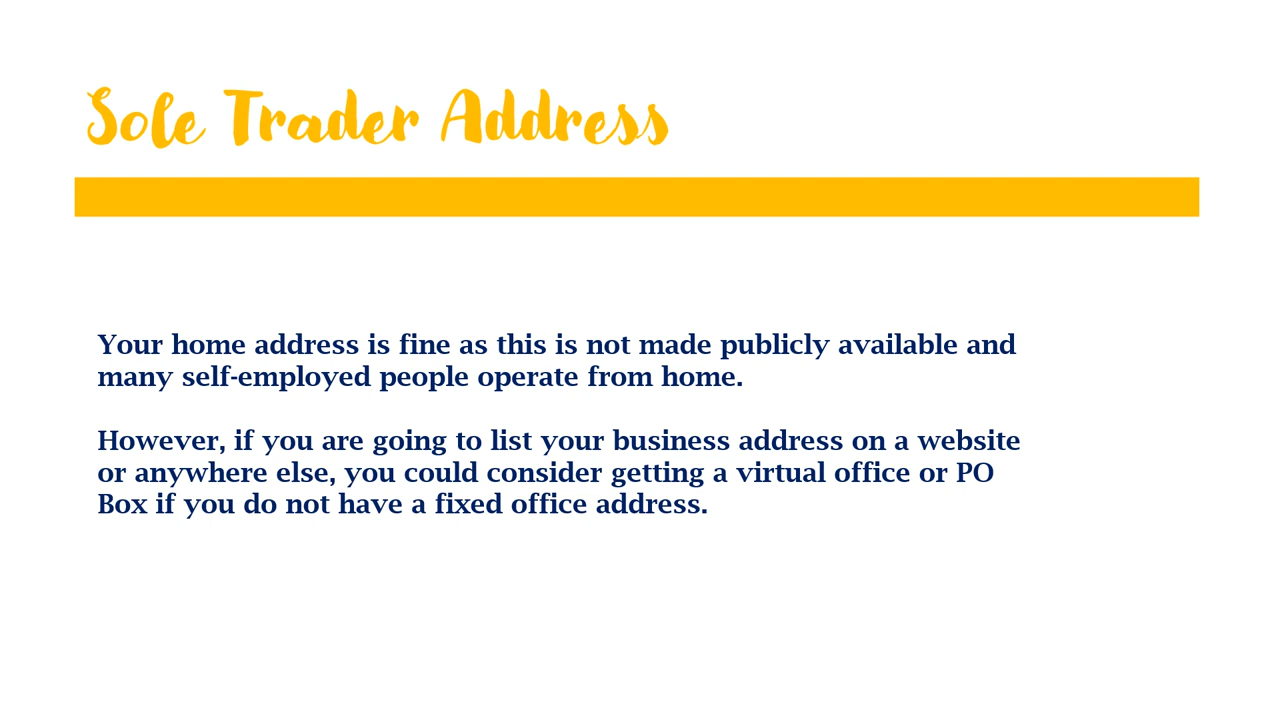 Sole Trader Address
Your home address is fine as this is not made publicly available and
many self-employed people operate from home.
However, if you are going to list your business address on a website
or anywhere else, you could consider getting a virtual office or PO
Box if you do not have a fixed office address.